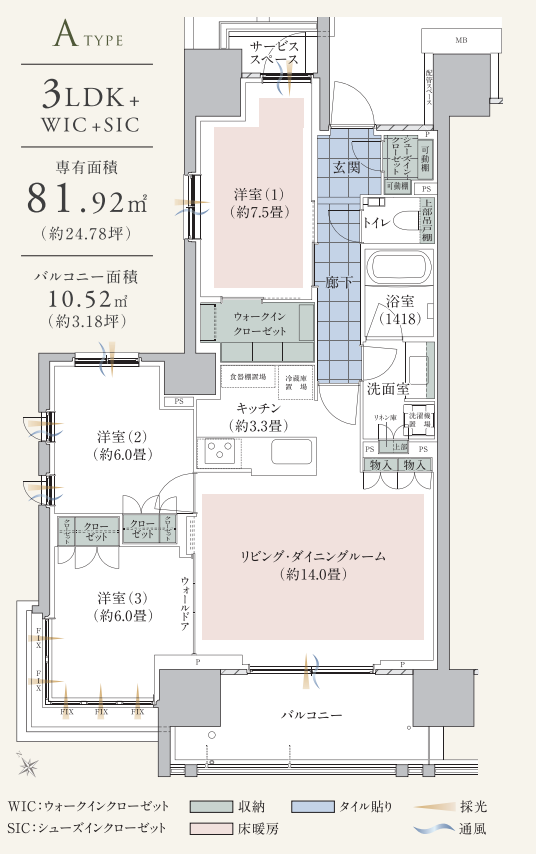 A TYPE
3LDK+
WIC+SIC
専有面積
81.92㎡
(約24.78坪)
バルコニー面積
10.52㎡
(約3.18坪)
サービス
スペース
MB
配管スペース
洋室(1)
(約7.5畳)
玄関
シューズイン
クローゼット
可動棚
可動棚
P
PS
トイレ
上部吊戸棚
廊下
浴室
(1418)
ウォークイン
クローゼット
食器棚置場
冷蔵庫
置場
洗面室
PS
キッチン
(約3.3畳)
リネン庫
洗濯機
置場
上部
PS
PS
物入
物入
洋室(2)
(約6.0畳)
クローゼット
クロー
ゼット
クロー
ゼット
クローゼット
リビング・ダイニングルーム
(約14.0畳)
洋室(3)
(約6.0畳)
ウォールドア
FIX
FIX
FIX
FIX
FIX
P
P
バルコニー
WIC:ウォークインクローゼット
収納
タイル貼り
採光
SIC:シューズインクローゼット
床暖房
通風